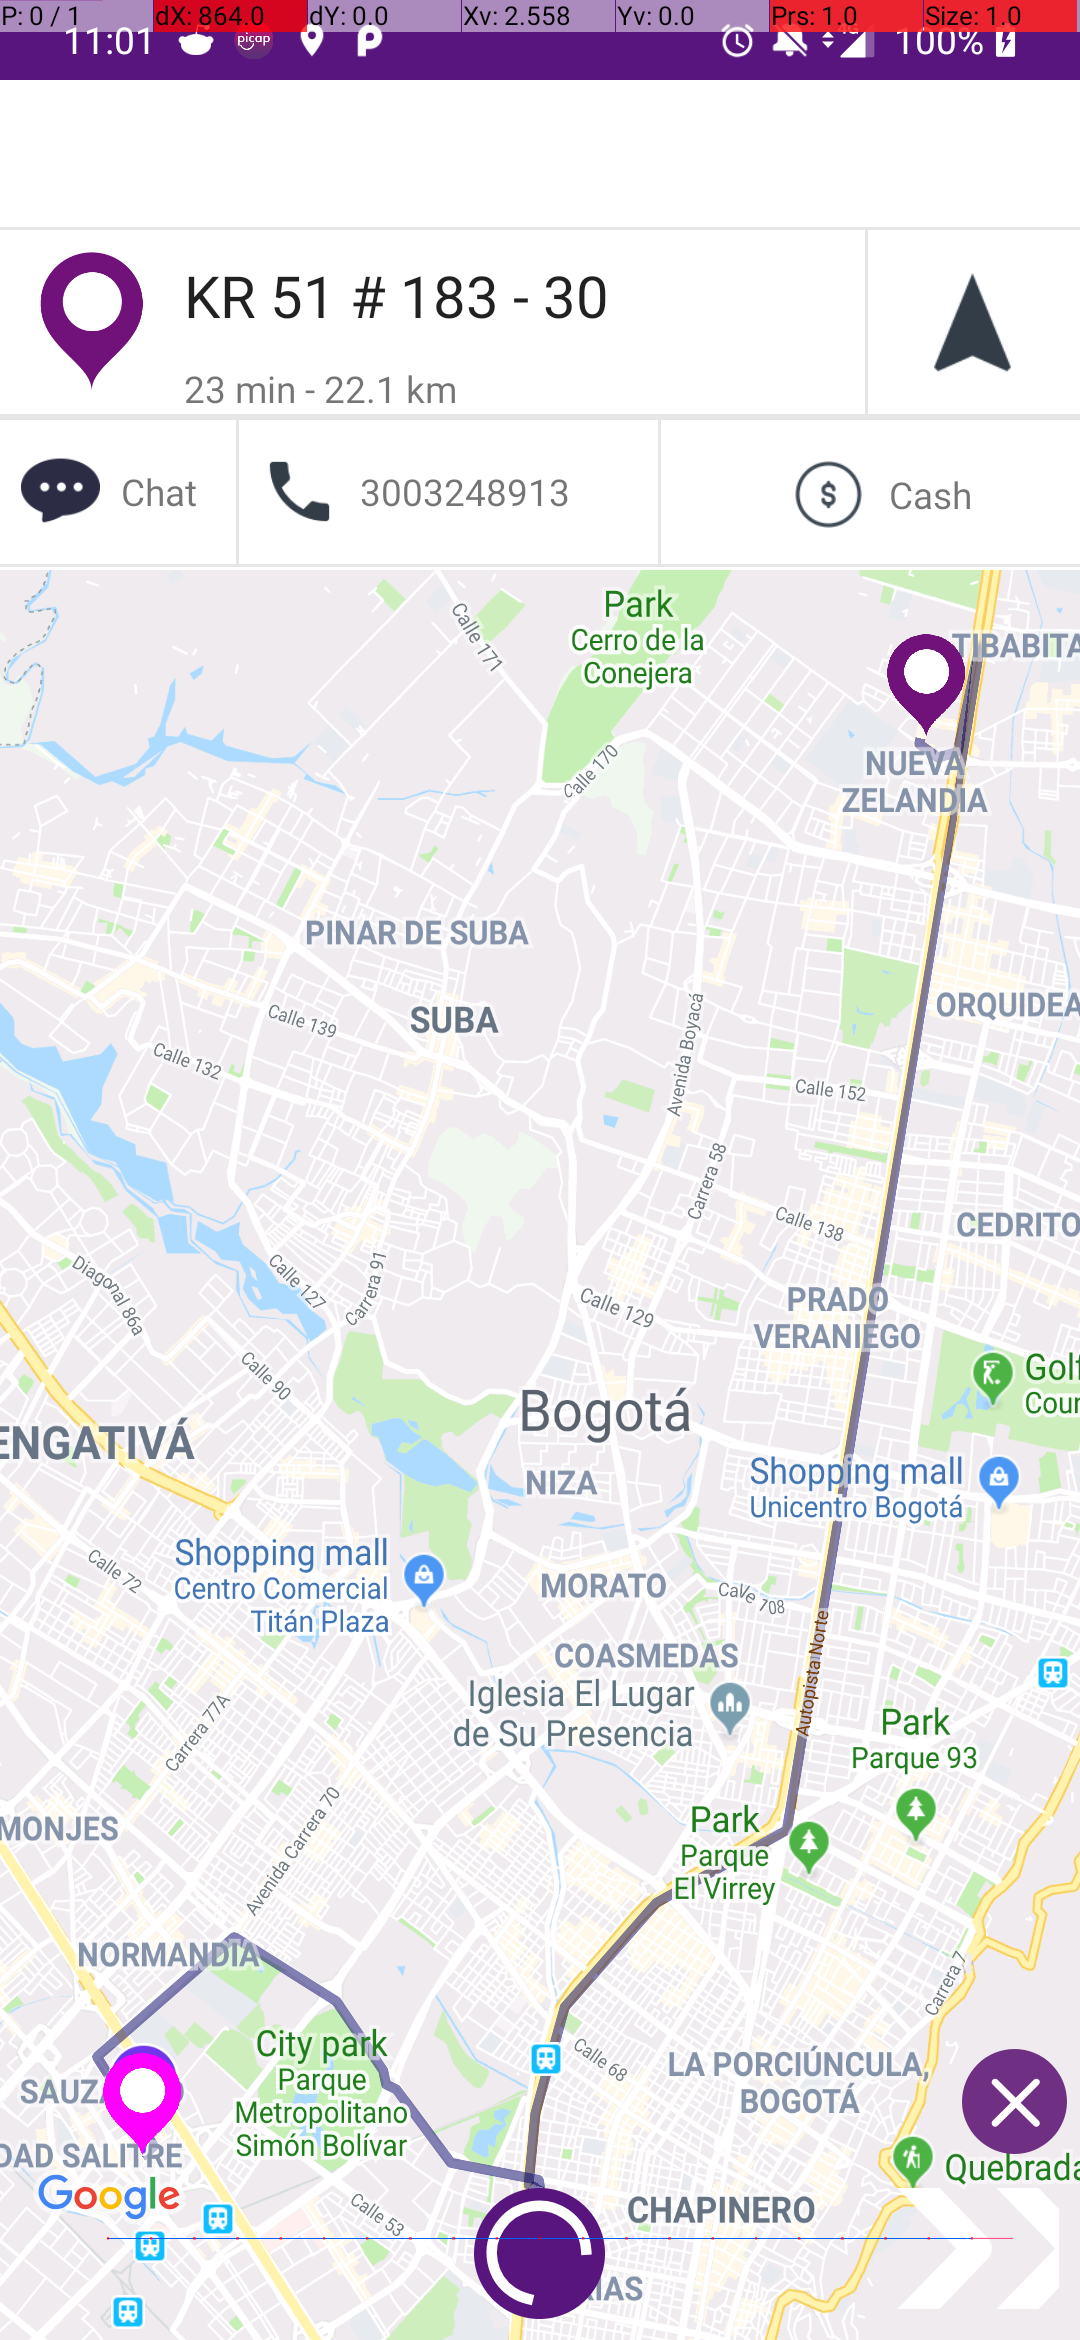 P: 0 / 1 dX: 864.0 dY: 0.0 Xv: 2.558 Yv: 0.0 Prs: 1.0 Size: 1.0
11:01 picap 100%
KR 51 # 183 - 30
23 min - 22.1 km
Chat 3003248913 Cash
Park
Cerro de la
Conejera
Calle 171
TIBABITA
Calle 170
NUEVA
ZELANDIA
PINAR DE SUBA
SUBA
ORQUIDEA
Calle 139
Calle 132
Avenida Boyacá
Calle 152
Carrera 58
Calle 138
CEDRITO
Diagonal 86a
Calle 127
Carrera 91
Calle 129
PRADO
VERANIEGO
Calle 90
Golf
Coun
ENGATIVÁ
Bogotá
NIZA
Shopping mall
Unicentro Bogotá
Shopping mall
Centro Comercial
Titán Plaza
Calle 72
MORATO
Calle 108
COASMEDAS
Autopista Norte
Iglesia El Lugar
de Su Presencia
Carrera 77A
Park
Parque 93
MONJES
Avenida Carrera 70
Park
Parque
El Virrey
NORMANDIA
Carrera 7
City park
Parque
Metropolitano
Simón Bolívar
Calle 68
LA PORCIÚNCULA,
BOGOTÁ
SAUZA
DAD SALITRE
Google
Quebrada
Calle 53
CHAPINERO
IAS